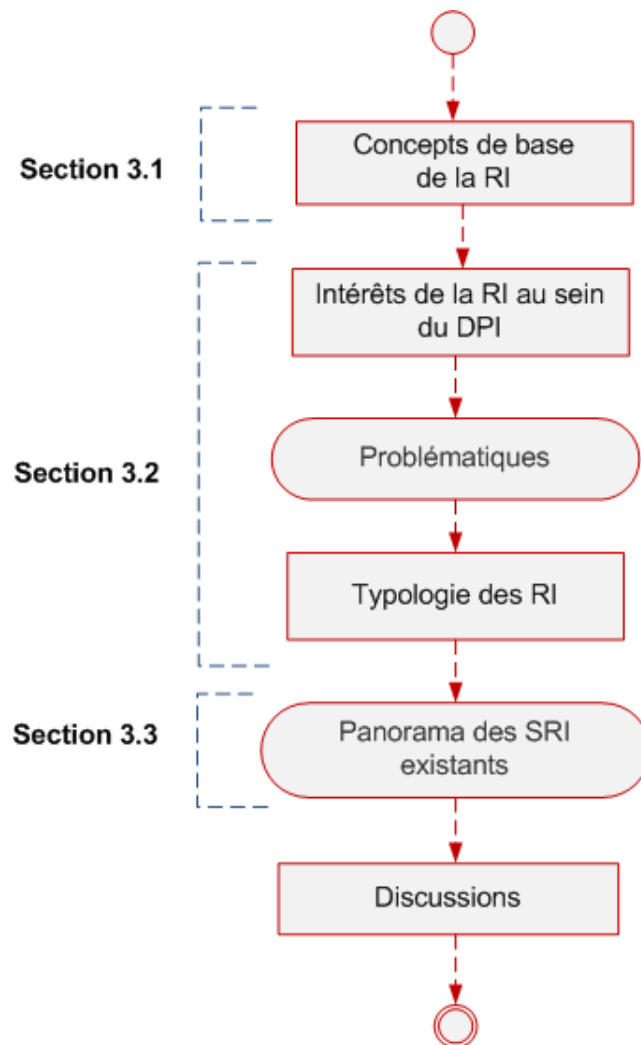 Section 3.1
Concepts de base
de la RI
Intérêts de la RI au sein
du DPI
Section 3.2
Problématiques
Typologie des RI
Section 3.3
Panorama des SRI
existants
Discussions